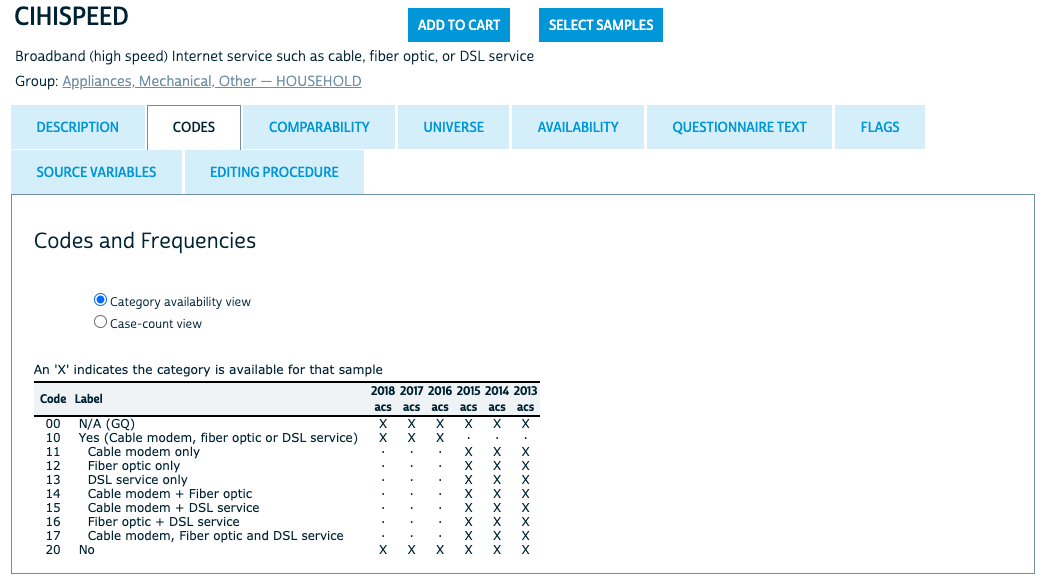 CIHISPEED
ADD TO CART
SELECT SAMPLES
Broadband (high speed) Internet service such as cable, fiber optic, or DSL service
Group: Appliances, Mechanical, Other — HOUSEHOLD
DESCRIPTION CODES COMPARABILITY UNIVERSE AVAILABILITY QUESTIONNAIRE TEXT FLAGS
SOURCE VARIABLES EDITING PROCEDURE
Codes and Frequencies
Category availability view
Case-count view
An 'X' indicates the category is available for that sample
Code Label 2018 acs 2017 acs 2016 acs 2015 acs 2014 acs 2013 acs
00 N/A (GQ) X X X X X X
10 Yes (Cable modem, fiber optic or DSL service) X X X · · ·
11 Cable modem only · · · X X X
12 Fiber optic only · · · X X X
13 DSL service only · · · X X X
14 Cable modem + Fiber optic · · · X X X
15 Cable modem + DSL service · · · X X X
16 Fiber optic + DSL service · · · X X X
17 Cable modem, Fiber optic and DSL service · · · X X X
20 No X X X X X X